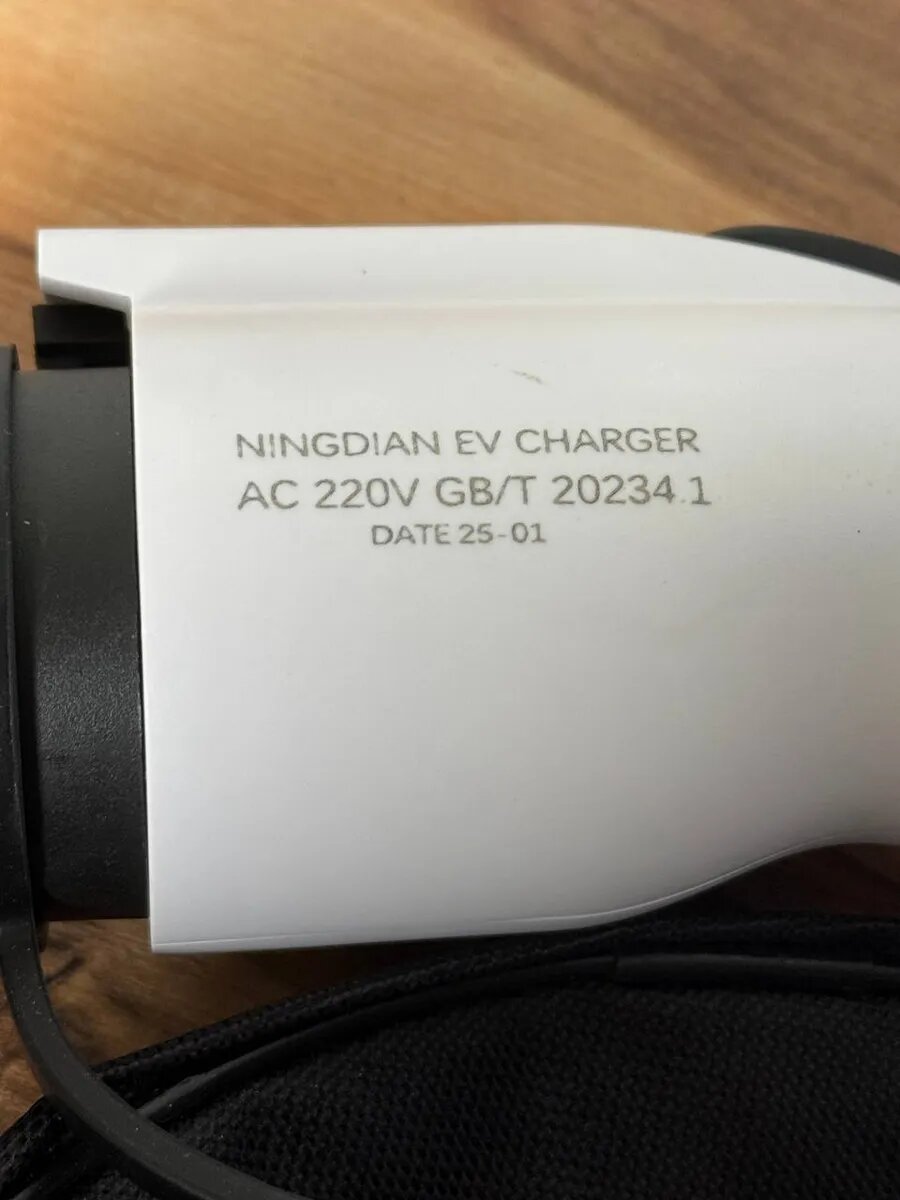 NINGDIAN EV CHARGER
AC 220V GB/T 20234.1
DATE 25-01